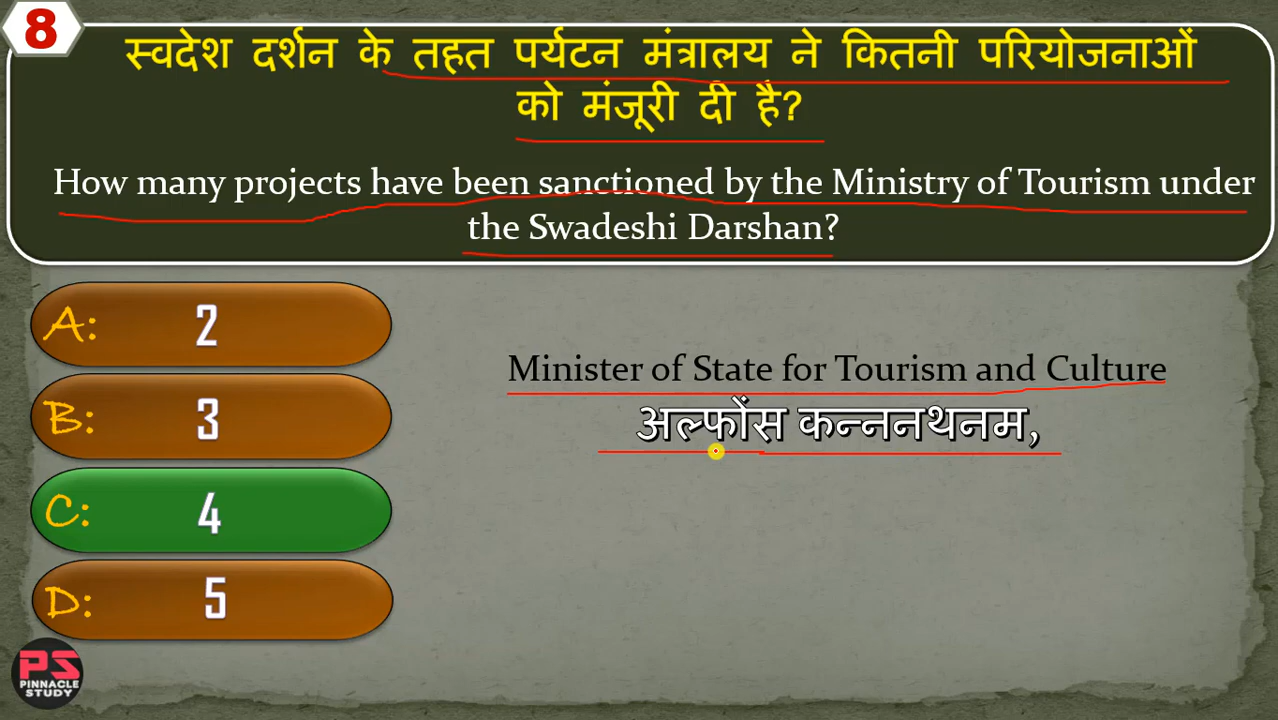 8
स्वदेश दर्शन के तहत पर्यटन मंत्रालय ने कितनी परियोजनाओं
को मंजूरी दी है?
How many projects have been sanctioned by the Ministry of Tourism under
the Swadeshi Darshan?
A: 2
B: 3
C: 4
D: 5
Minister of State for Tourism and Culture
अल्फोंस कन्ननथनम,
PS
PINNACLE
STUDY